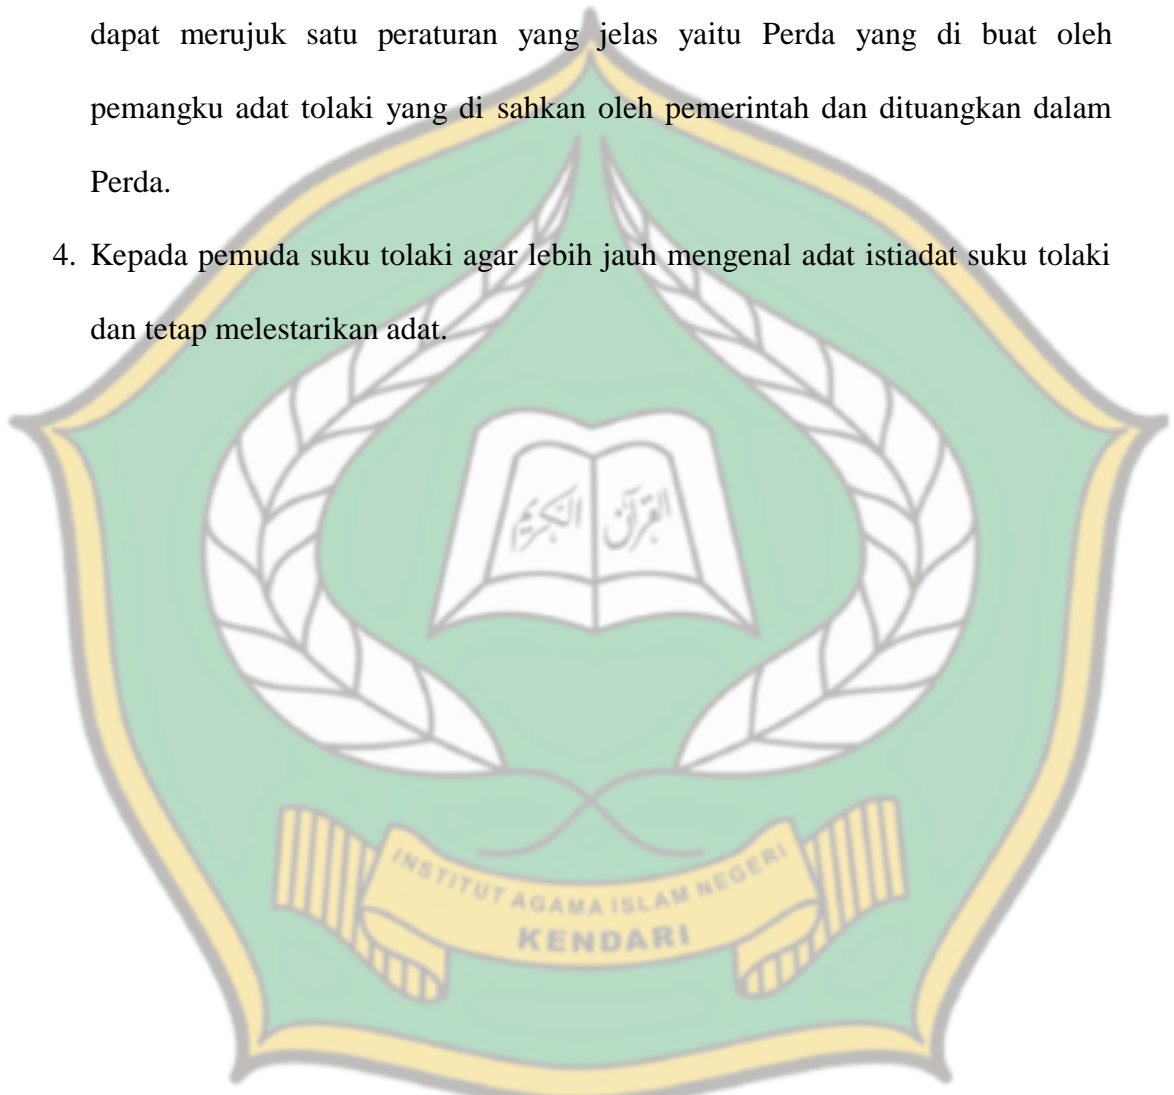 dapat merujuk satu peraturan yang jelas yaitu Perda yang di buat oleh
pemangku adat tolaki yang di sahkan oleh pemerintah dan dituangkan dalam
Perda.
4. Kepada pemuda suku tolaki agar lebih jauh mengenal adat istiadat suku tolaki
dan tetap melestarikan adat.
القرآن الكريم
INSTITUT AGAMA ISLAM NEGERI
KENDARI